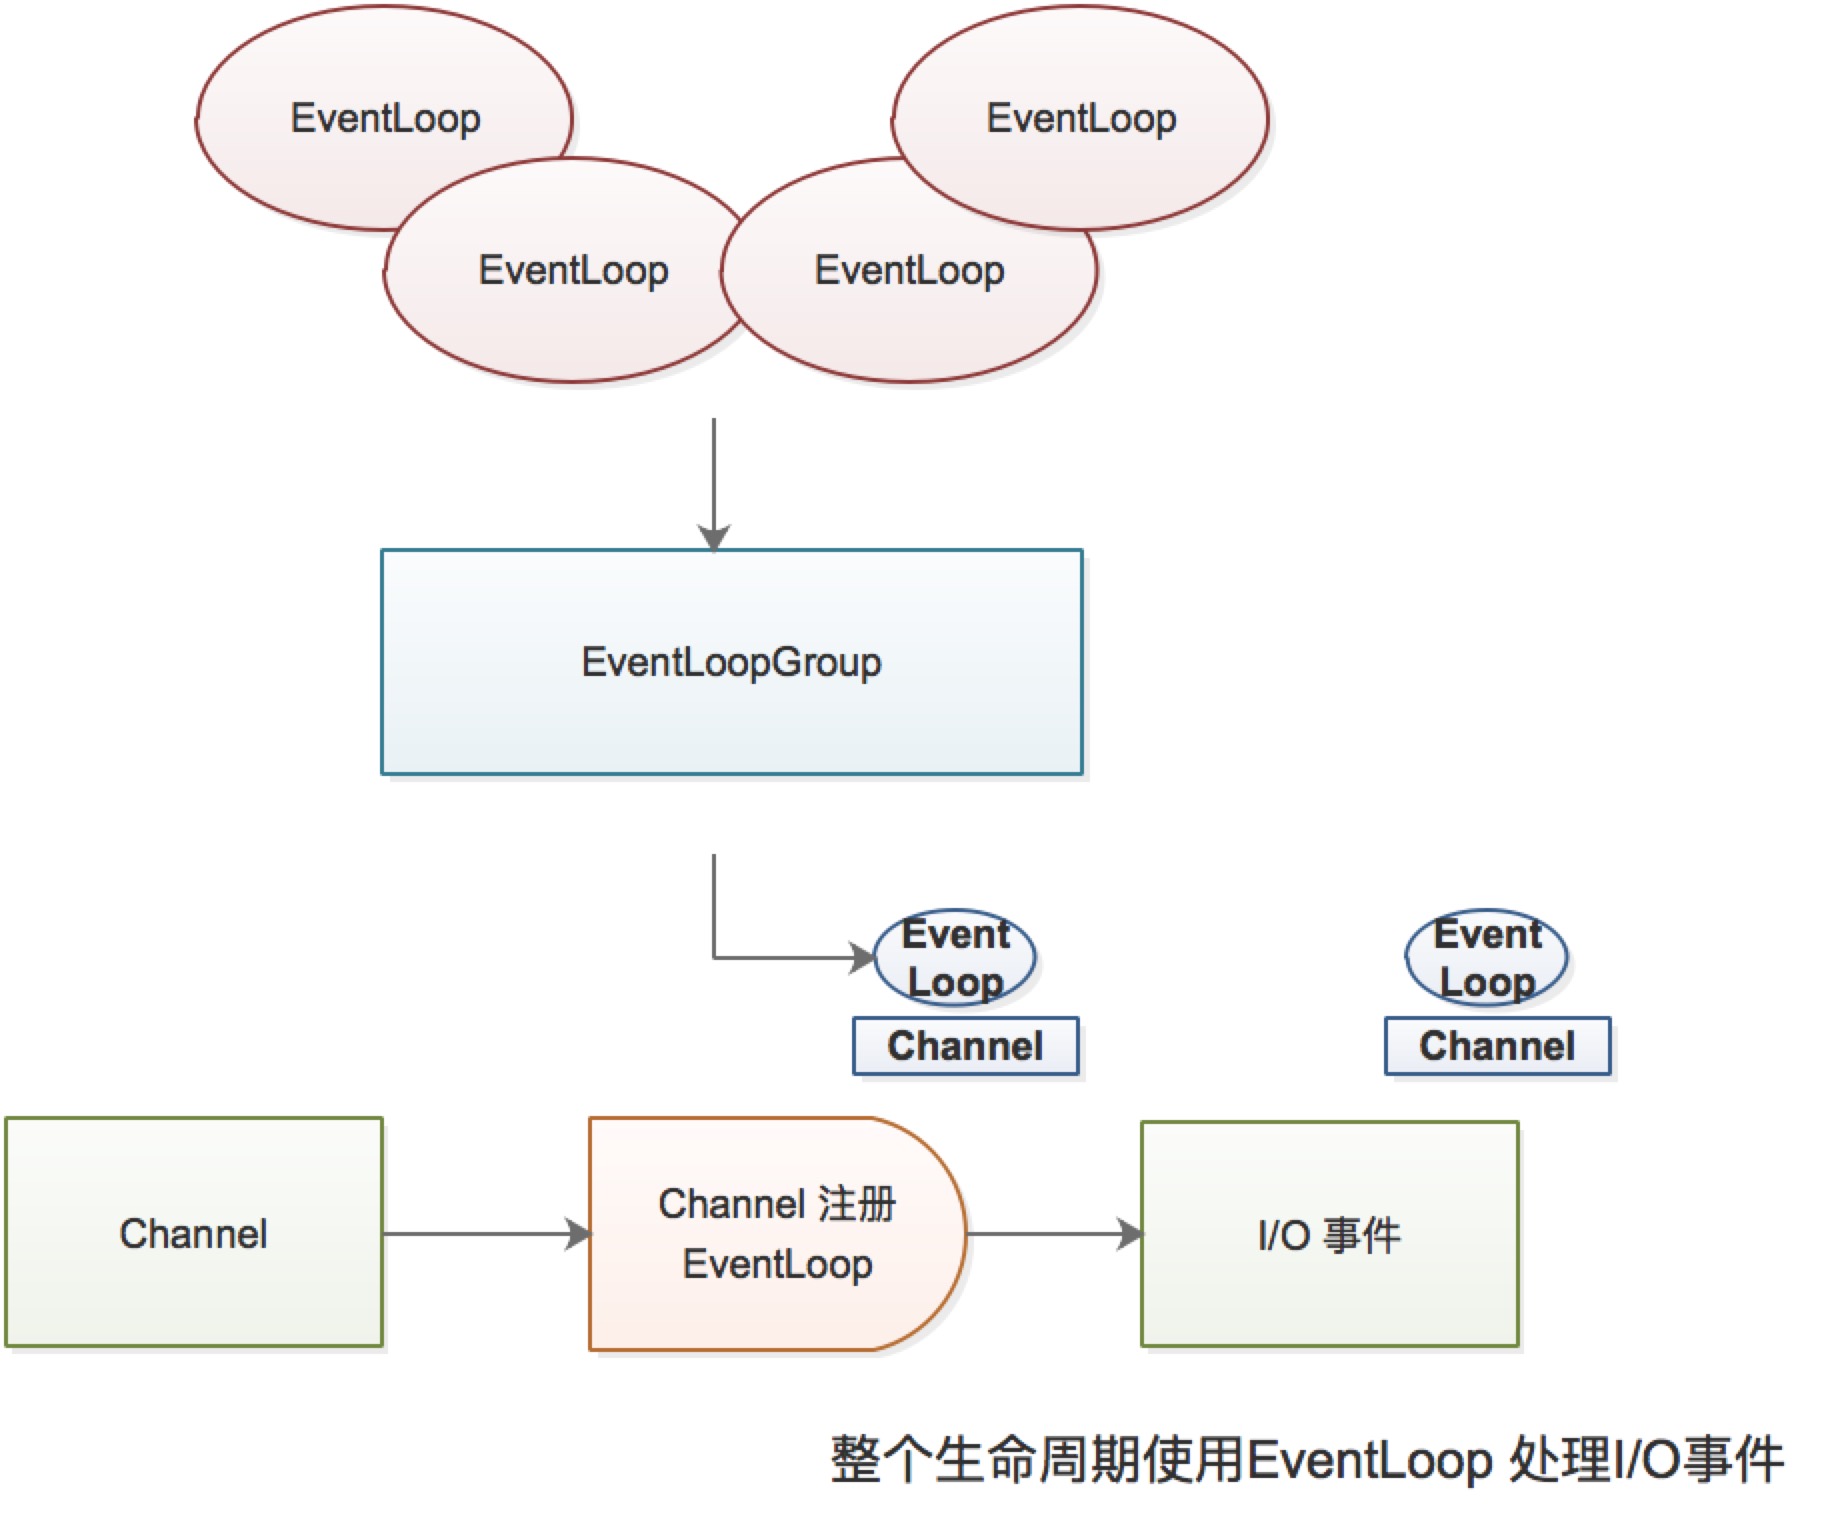 EventLoop
EventLoop
EventLoop
EventLoop
EventLoopGroup
Event
Loop
Channel
Event
Loop
Channel
Channel
Channel 注册
EventLoop
I/O 事件
整个生命周期使用EventLoop 处理I/O事件